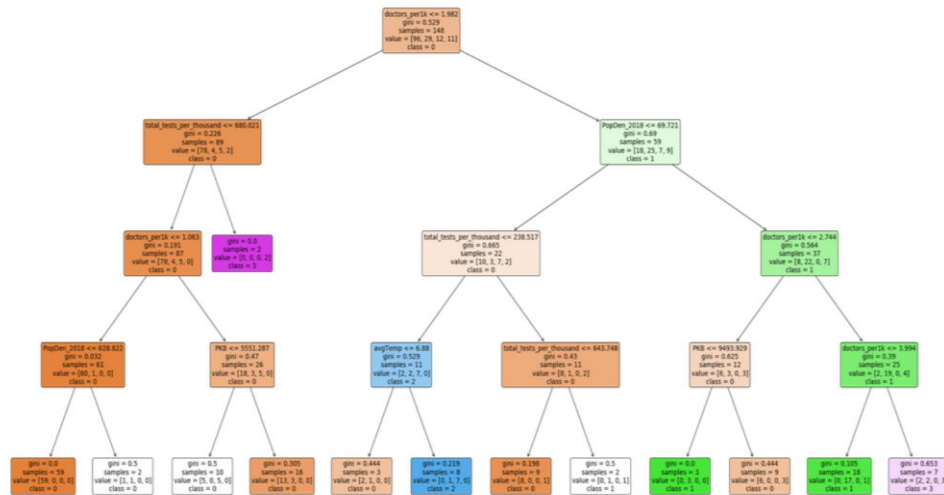 doctors_per1k <= 1.982
gini = 0.529
samples = 148
value = [96, 29, 12, 11]
class = 0
total_tests_per_thousand <= 680.021
gini = 0.226
samples = 89
value = [78, 4, 5, 2]
class = 0
PopDen_2018 <= 69.721
gini = 0.69
samples = 59
value = [18, 25, 7, 9]
class = 1
doctors_per1k <= 1.063
gini = 0.191
samples = 87
value = [78, 4, 5, 0]
class = 0
gini = 0.0
samples = 2
value = [0, 0, 0, 2]
class = 3
total_tests_per_thousand <= 238.517
gini = 0.665
samples = 22
value = [10, 3, 7, 2]
class = 0
doctors_per1k <= 2.744
gini = 0.564
samples = 37
value = [8, 22, 0, 7]
class = 1
PopDen_2018 <= 628.822
gini = 0.032
samples = 61
value = [60, 1, 0, 0]
class = 0
PKB <= 5551.287
gini = 0.47
samples = 26
value = [18, 3, 5, 0]
class = 0
avgTemp <= 6.88
gini = 0.529
samples = 11
value = [2, 2, 7, 0]
class = 2
total_tests_per_thousand <= 643.748
gini = 0.43
samples = 11
value = [8, 1, 0, 2]
class = 0
PKB <= 9493.929
gini = 0.625
samples = 12
value = [6, 3, 0, 3]
class = 0
doctors_per1k <= 3.994
gini = 0.39
samples = 25
value = [2, 19, 0, 4]
class = 1
gini = 0.0
samples = 59
value = [59, 0, 0, 0]
class = 0
gini = 0.5
samples = 2
value = [1, 1, 0, 0]
class = 0
gini = 0.5
samples = 10
value = [5, 0, 5, 0]
class = 0
gini = 0.305
samples = 16
value = [13, 3, 0, 0]
class = 0
gini = 0.444
samples = 3
value = [2, 1, 0, 0]
class = 0
gini = 0.219
samples = 8
value = [0, 1, 7, 0]
class = 2
gini = 0.198
samples = 9
value = [8, 0, 0, 1]
class = 0
gini = 0.5
samples = 2
value = [0, 1, 0, 1]
class = 1
gini = 0.0
samples = 3
value = [0, 3, 0, 0]
class = 1
gini = 0.444
samples = 9
value = [6, 0, 0, 3]
class = 0
gini = 0.105
samples = 18
value = [0, 17, 0, 1]
class = 1
gini = 0.653
samples = 7
value = [2, 2, 0, 3]
class = 3